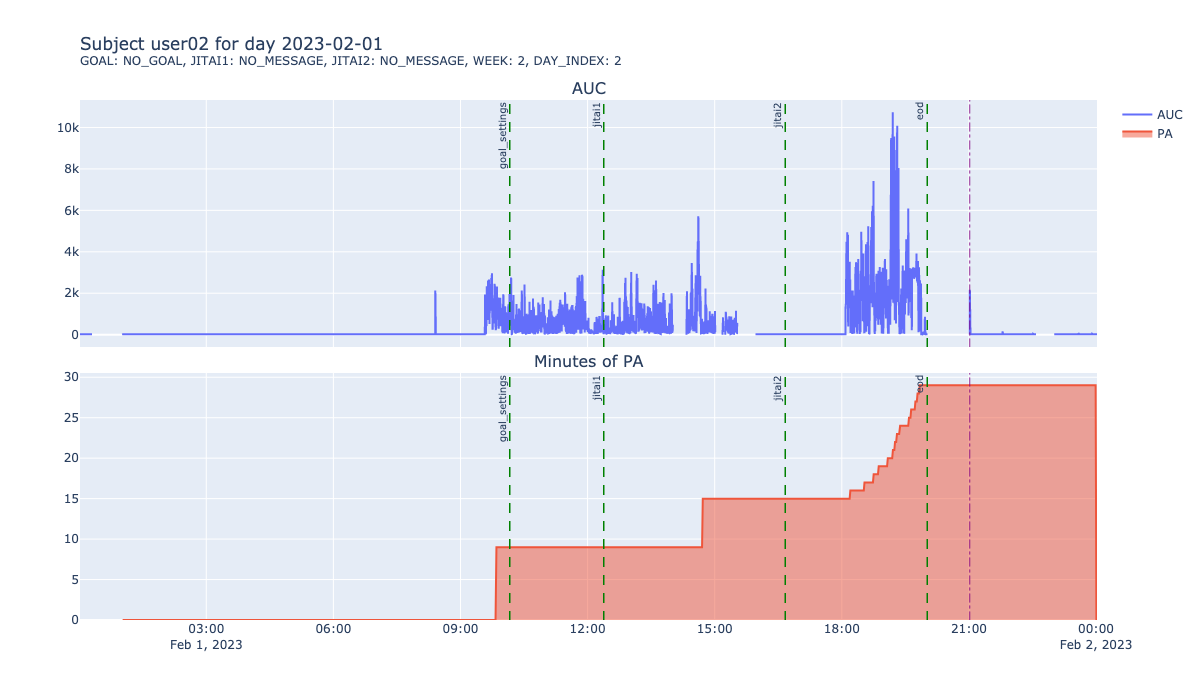 Subject user02 for day 2023-02-01
GOAL: NO_GOAL, JITAI1: NO_MESSAGE, JITAI2: NO_MESSAGE, WEEK: 2, DAY_INDEX: 2
AUC
10k
8k
6k
4k
2k
0
goal_settings
jitai1
jitai2
eod
AUC
PA
Minutes of PA
30
25
20
15
10
5
0
goal_settings
jitai1
jitai2
eod
03:00
06:00
09:00
12:00
15:00
18:00
21:00
00:00
Feb 1, 2023
Feb 2, 2023